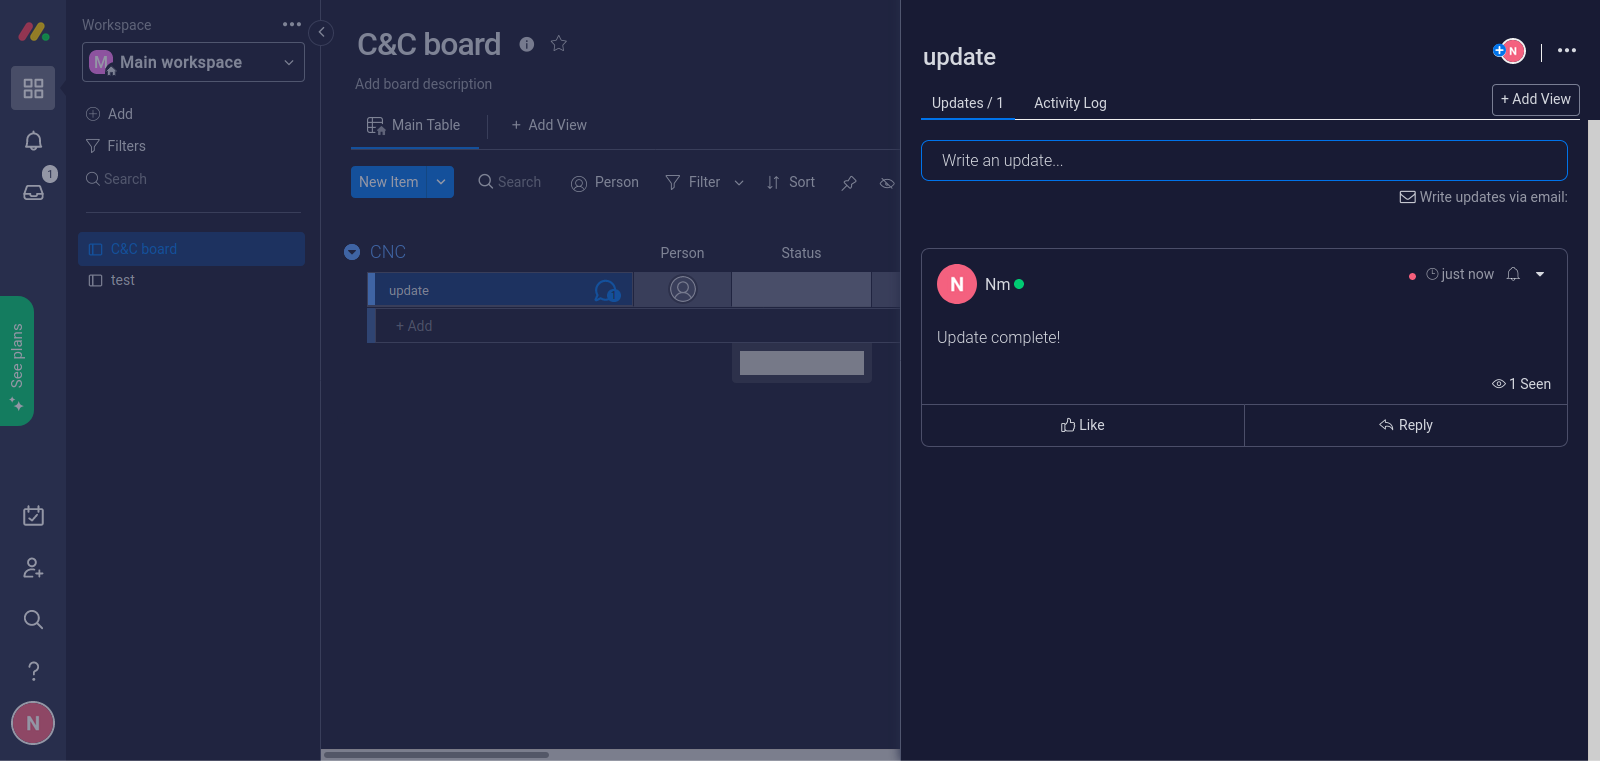 Workspace
M Main workspace
Add
Filters
Search
1
C&C board
test
See plans
N
C&C board
Add board description
Main Table
+ Add View
New Item
Search
Person
Filter
Sort
CNC
Person
Status
update
1
+ Add
update
N
Updates / 1
Activity Log
+ Add View
Write an update...
Write updates via email:
N
Nm
just now
Update complete!
1 Seen
Like
Reply